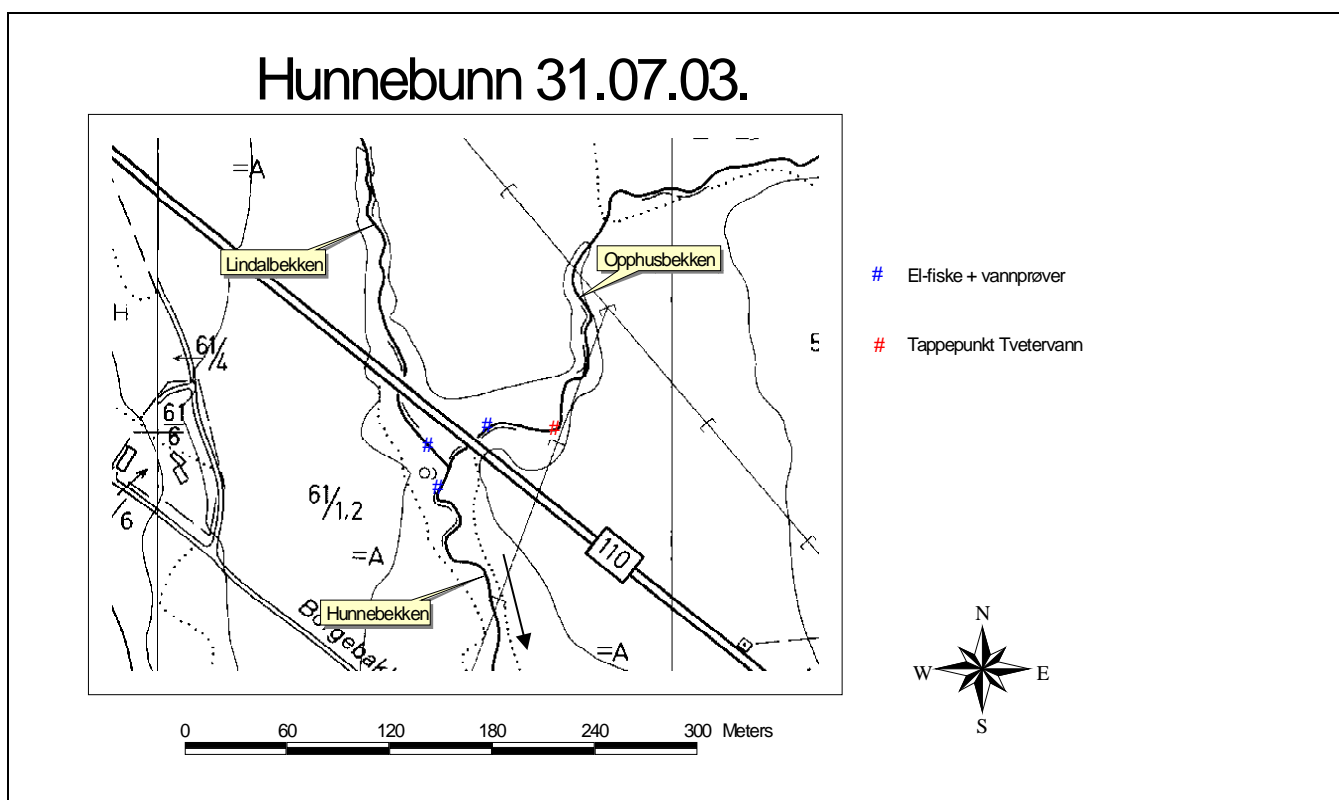 Hunnebunn 31.07.03.
=A
Lindalbekken
Opphusbekken
# El-fiske + vannprøver
H
61/4
5
# Tappepunkt Tvetervann
61
6
#
#
#
#
61/1,2
/6
=A
110
Hunnebekken
=A
N
W E
S
0 60 120 180 240 300 Meters